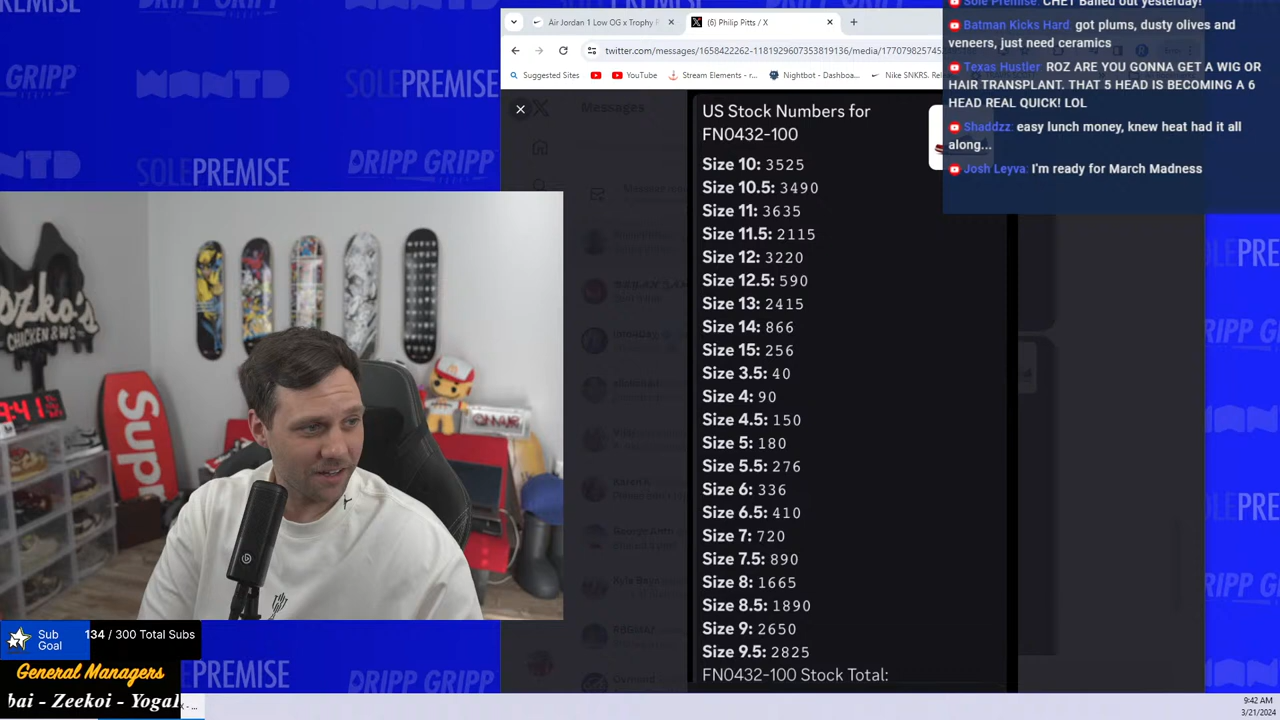 Air Jordan 1 Low OG x Trophy R
(6) Philip Pitts / X
twitter.com/messages/1658422262-1181929607353819136/media/17707982574
Suggested Sites
YouTube
Stream Elements - r...
Nightbot - Dashboa...
Nike SNKRS. Rele
Messages
US Stock Numbers for
FN0432-100
Size 10: 3525
Size 10.5: 3490
Size 11: 3635
Size 11.5: 2115
Size 12: 3220
Size 12.5: 590
Size 13: 2415
Size 14: 866
Size 15: 256
Size 3.5: 40
Size 4: 90
Size 4.5: 150
Size 5: 180
Size 5.5: 276
Size 6: 336
Size 6.5: 410
Size 7: 720
Size 7.5: 890
Size 8: 1665
Size 8.5: 1890
Size 9: 2650
Size 9.5: 2825
FN0432-100 Stock Total:
Sole Premise: CHET Balled out yesterday!
Batman Kicks Hard: got plums, dusty olives and
veneers, just need ceramics
Texas Hustler: ROZ ARE YOU GONNA GET A WIG OR
HAIR TRANSPLANT. THAT 5 HEAD IS BECOMING A 6
HEAD REAL QUICK! LOL
Shaddzz: easy lunch money, knew heat had it all
along...
Josh Leyva: I'm ready for March Madness
DRIPP GRIPP
SOLEPREMISE
CHICKEN & W
Supr
ON AIR
Sub
Goal
134 / 300 Total Subs
General Managers
bai - Zeekoi - Yogal
9:42 AM
3/21/2024